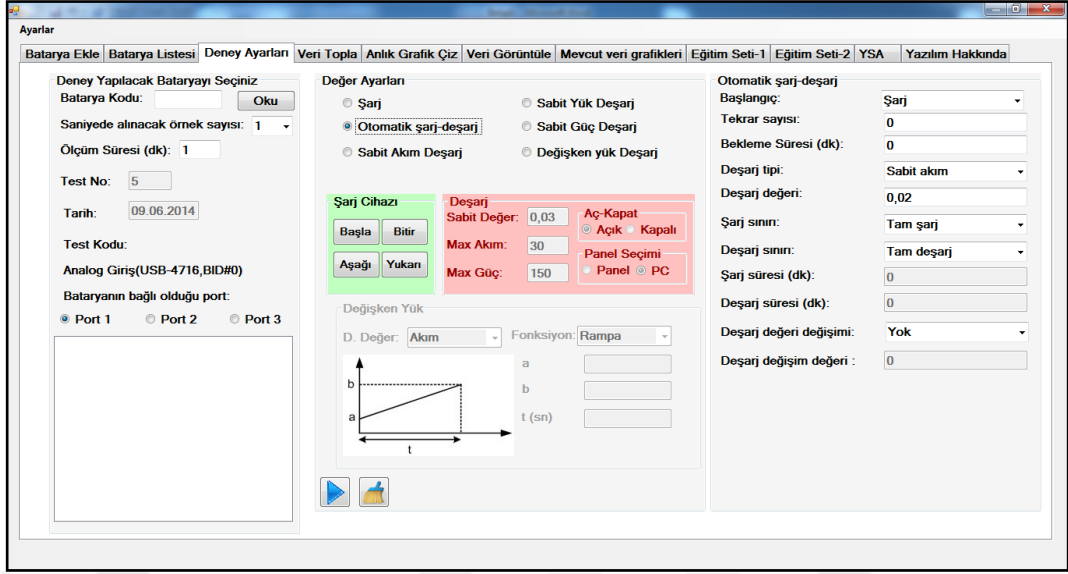 Ayarlar
Batarya Ekle Batarya Listesi Deney Ayarları Veri Topla Anlık Grafik Çiz Veri Görüntüle Mevcut veri grafikleri Eğitim Seti-1 Eğitim Seti-2 YSA Yazılım Hakkında
Deney Yapılacak Bataryayı Seçiniz
Batarya Kodu: Oku
Saniyede alınacak örnek sayısı: 1
Ölçüm Süresi (dk): 1
Test No: 5
Tarih: 09.06.2014
Test Kodu:
Analog Giriş(USB-4716,BID#0)
Bataryanın bağlı olduğu port:
Port 1 Port 2 Port 3
Değer Ayarları
Şarj Sabit Yük Deşarj
Otomatik şarj-deşarj Sabit Güç Deşarj
Sabit Akım Deşarj Değişken yük Deşarj
Şarj Cihazı
Başla Bitir
Aşağı Yukarı
Deşarj
Sabit Değer: 0,03
Max Akım: 30
Max Güç: 150
Aç-Kapat
Açık Kapalı
Panel Seçimi
Panel PC
Değişken Yük
D. Değer: Akım Fonksiyon: Rampa
a
b
t (sn)
b
a
t
Otomatik şarj-deşarj
Başlangıç: Şarj
Tekrar sayısı: 0
Bekleme Süresi (dk): 0
Deşarj tipi: Sabit akım
Deşarj değeri: 0,02
Şarj sınırı: Tam şarj
Deşarj sınırı: Tam deşarj
Şarj süresi (dk): 0
Deşarj süresi (dk): 0
Deşarj değeri değişimi: Yok
Deşarj değişim değeri : 0